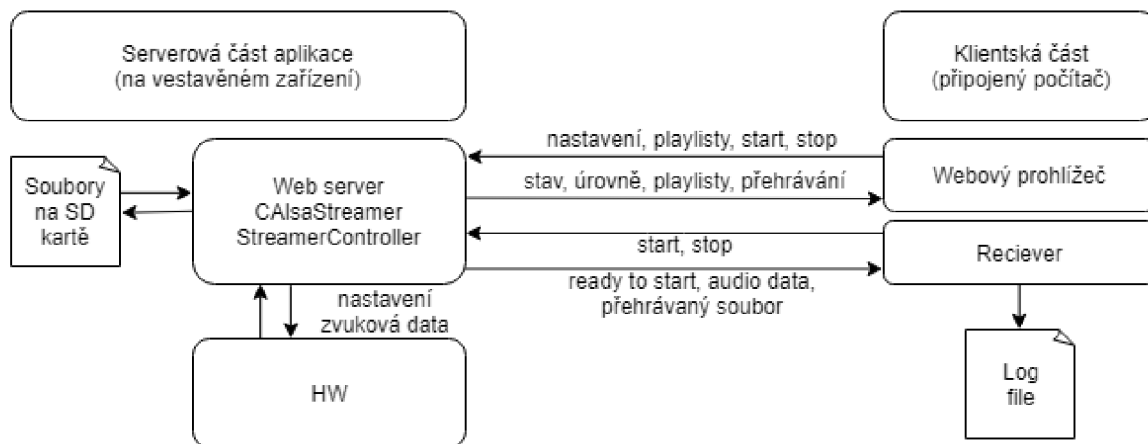 Serverová část aplikace
(na vestavěném zařízení)
Klientská část
(připojený počítač)
Soubory
na SD
kartě
Web server
CAlsaStreamer
StreamerController
nastavení, playlisty, start, stop
stav, úrovně, playlisty, přehrávání
Webový prohlížeč
start, stop
ready to start, audio data,
přehrávaný soubor
Reciever
nastavení
zvuková data
HW
Log
file